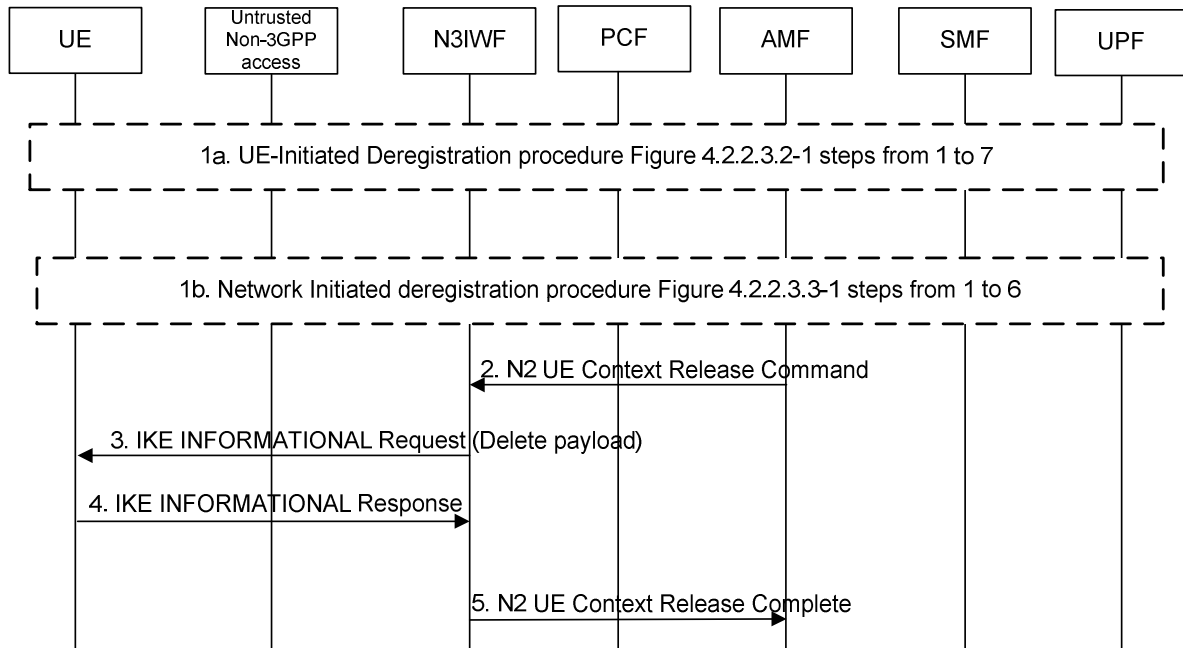 UE
Untrusted
Non-3GPP
access
N3IWF
PCF
AMF
SMF
UPF
1a. UE-Initiated Deregistration procedure Figure 4.2.2.3.2-1 steps from 1 to 7
1b. Network Initiated deregistration procedure Figure 4.2.2.3.3-1 steps from 1 to 6
2. N2 UE Context Release Command
3. IKE INFORMATIONAL Request (Delete payload)
4. IKE INFORMATIONAL Response
5. N2 UE Context Release Complete